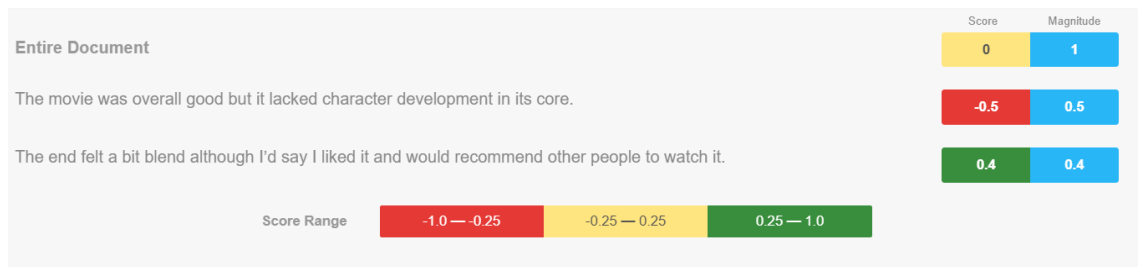 Score Magnitude
Entire Document 0 1
The movie was overall good but it lacked character development in its core. -0.5 0.5
The end felt a bit blend although I'd say I liked it and would recommend other people to watch it. 0.4 0.4
Score Range -1.0 — -0.25 -0.25 — 0.25 0.25 — 1.0